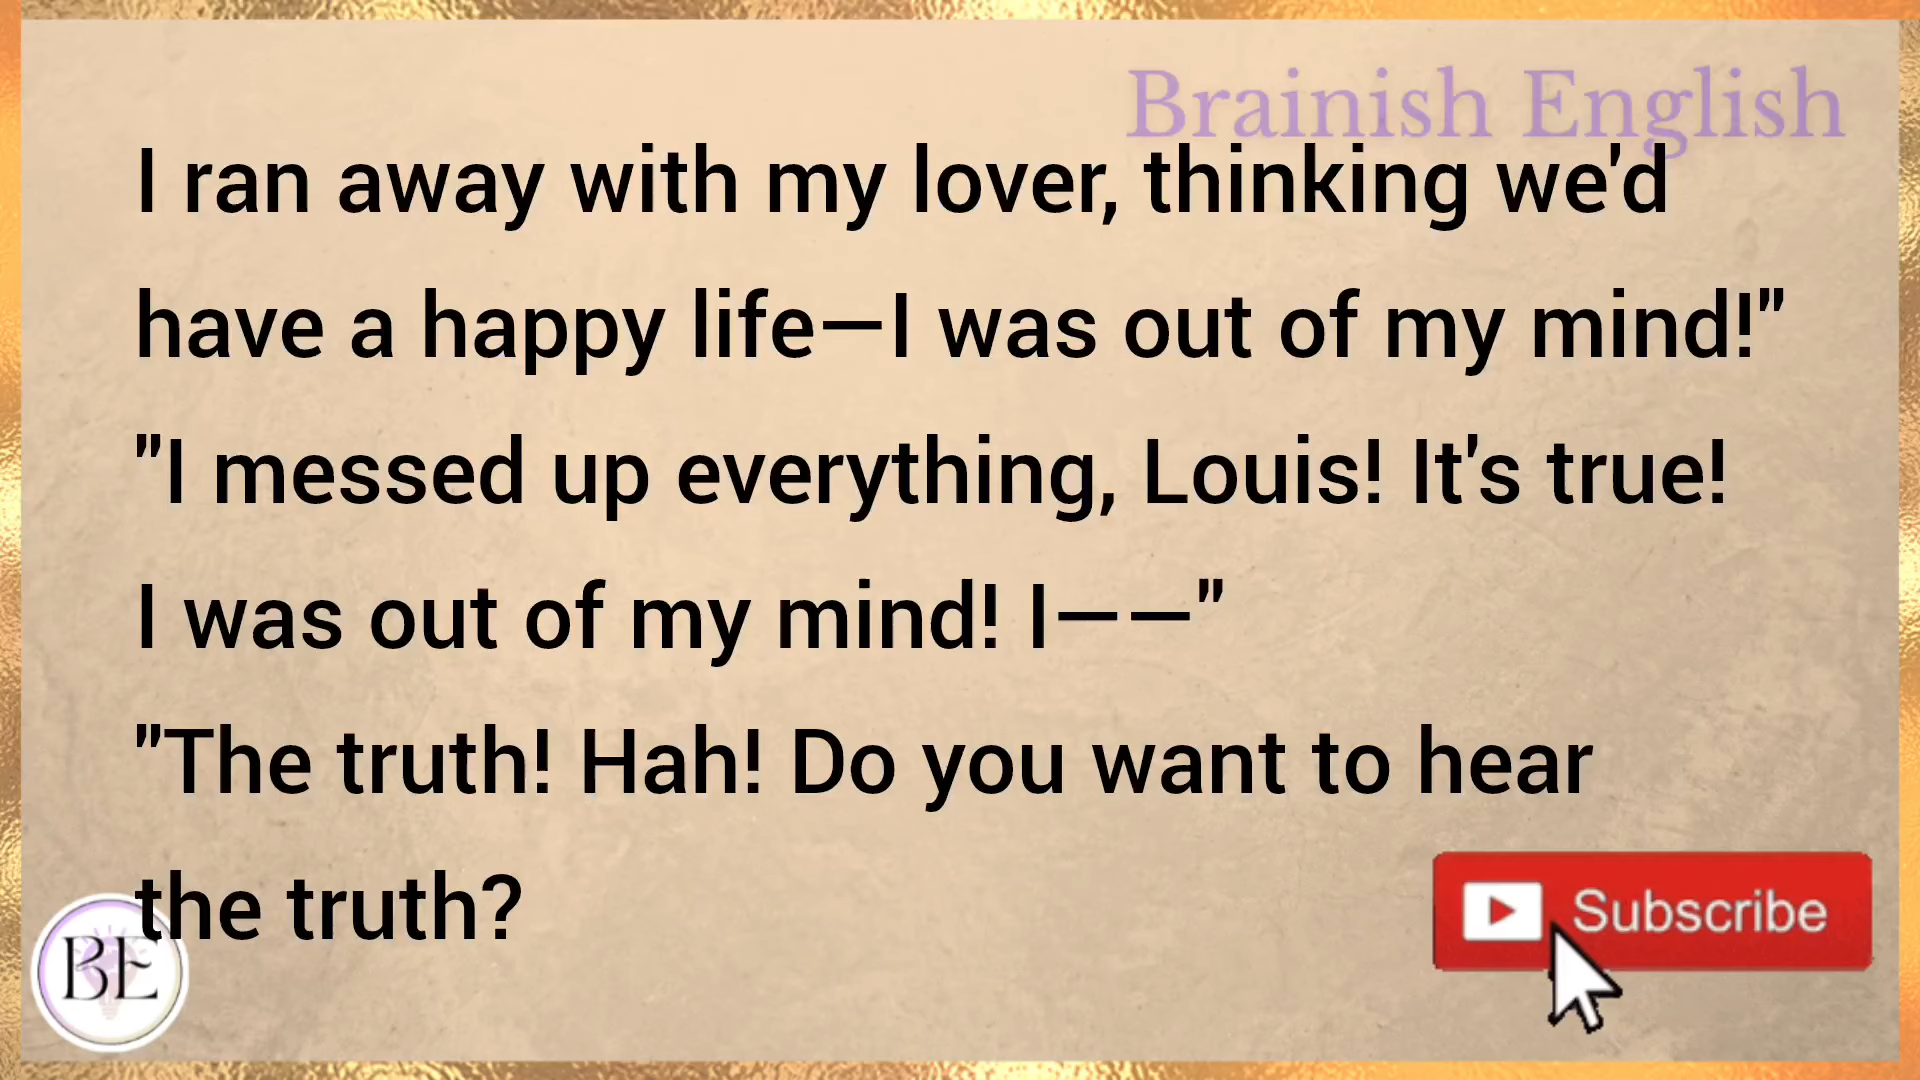 Brainish English
I ran away with my lover, thinking we'd
have a happy life—I was out of my mind!"
"I messed up everything, Louis! It's true!
I was out of my mind! I——"
"The truth! Hah! Do you want to hear
the truth?
Subscribe
BE